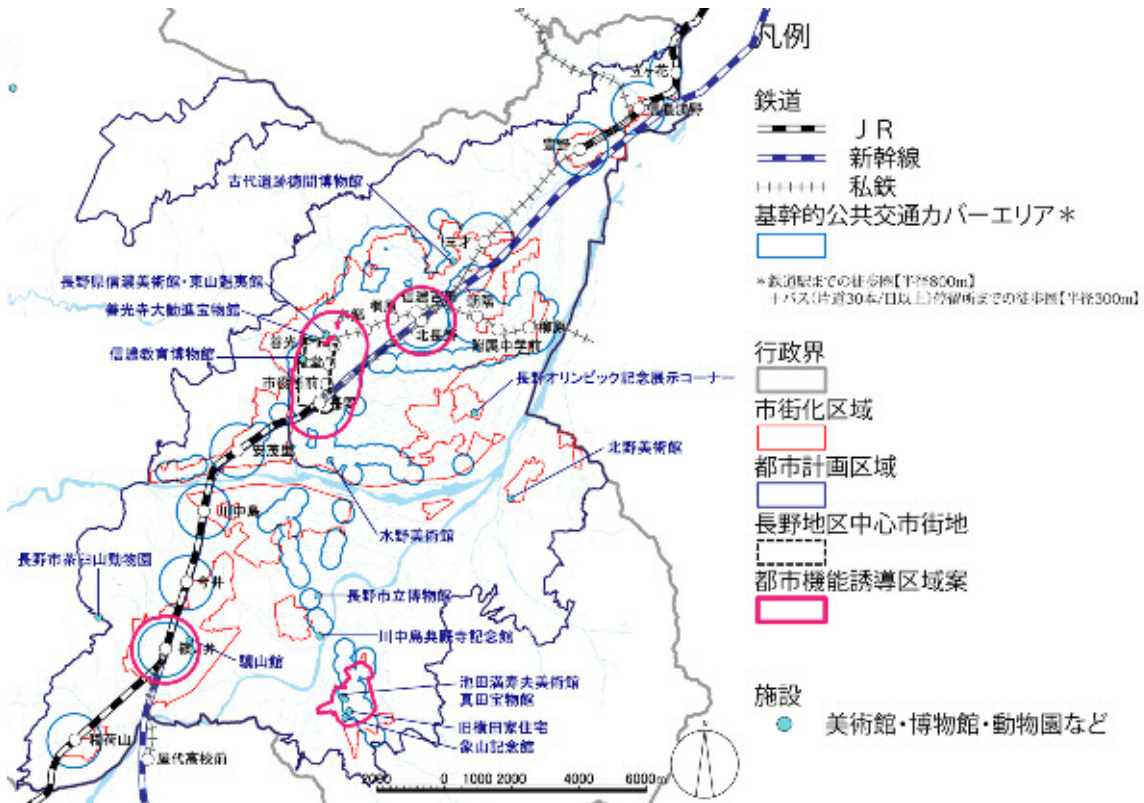 凡例
鉄道
JR
新幹線
私鉄
基幹的公共交通カバーエリア*
*鉄道駅までの徒歩圏【半径800m】
+バス(片道30本/日以上)停留所までの徒歩圏【半径300m】
行政界
市街化区域
都市計画区域
長野地区中心市街地
都市機能誘導区域案
施設
美術館・博物館・動物園など
豊野
古代遺跡徳間博物館
三才
長野県信濃美術館・東山魁夷館
善光寺大勧進宝物館
北長野
柳原
附属中学前
信濃教育博物館
市役所前
長野
長野オリンピック記念展示コーナー
安茂里
北野美術館
川中島
水野美術館
長野市茶臼山動物園
今井
長野市立博物館
川中島典厩寺記念館
篠ノ井
驥山館
池田満寿夫美術館
真田宝物館
旧横田家住宅
象山記念館
稲荷山
屋代高校前
2000 0 1000 2000 4000 6000m